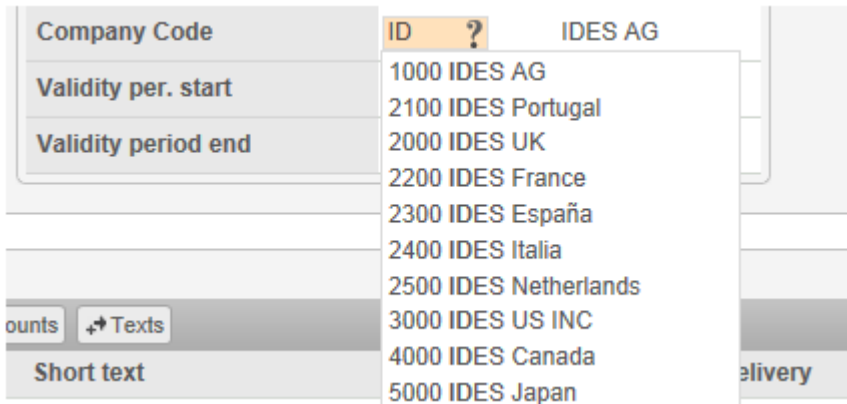 Company Code ID ? IDES AG
1000 IDES AG
Validity per. start
2100 IDES Portugal
2000 IDES UK
Validity period end
2200 IDES France
2300 IDES España
2400 IDES Italia
2500 IDES Netherlands
ounts Texts
3000 IDES US INC
4000 IDES Canada
Short text elivery
5000 IDES Japan